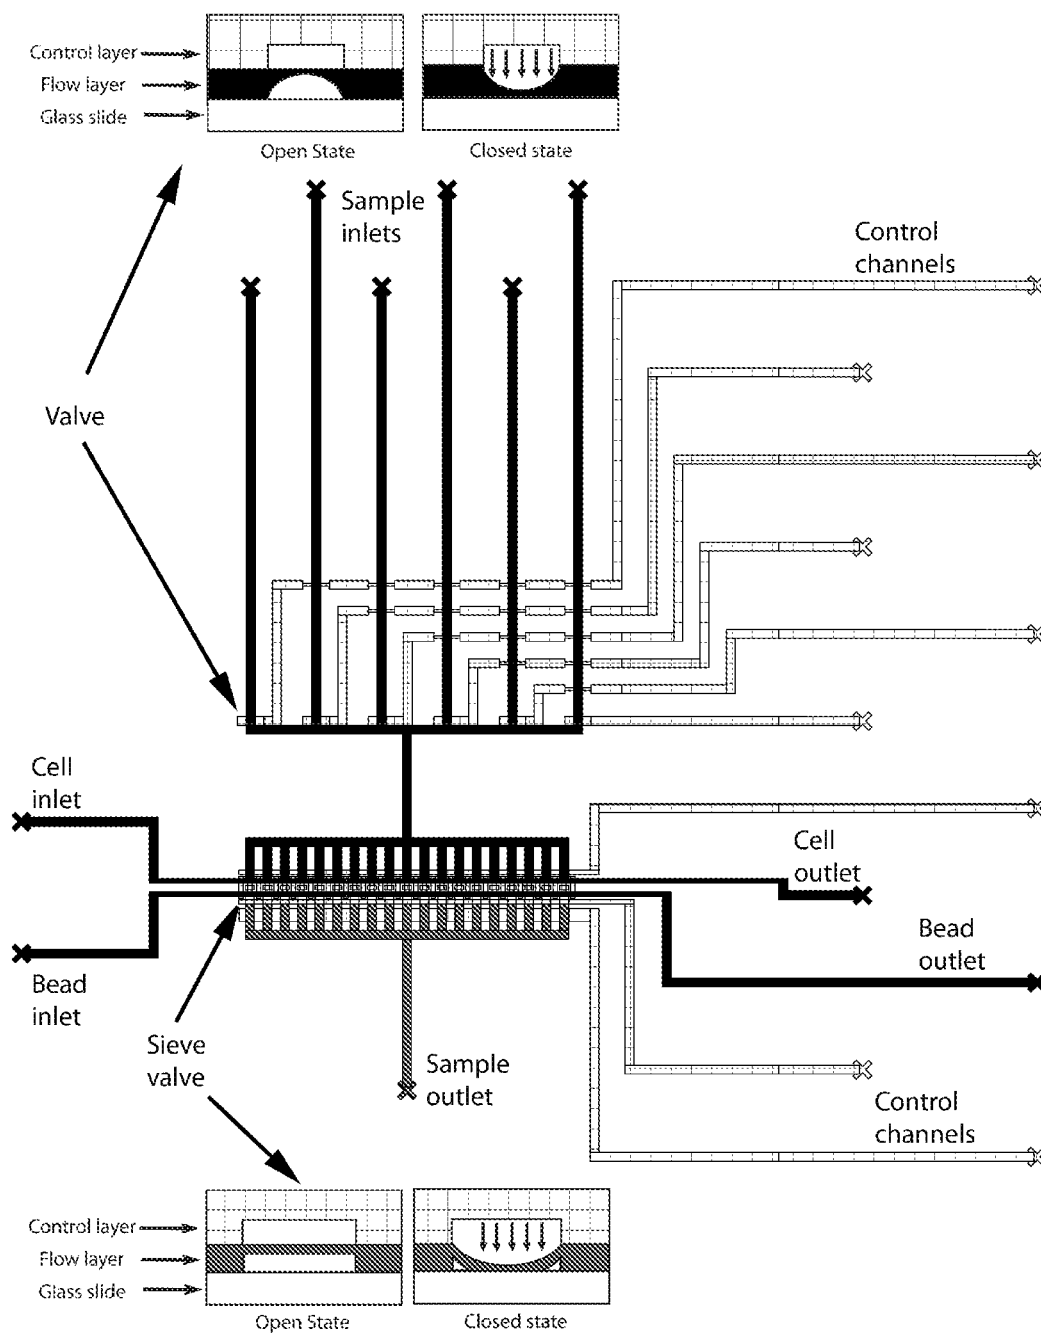 Control layer
Flow layer
Glass slide
Open State
Closed state
Sample
inlets
Control
channels
Valve
Cell
inlet
Cell
outlet
Bead
outlet
Bead
inlet
Sieve
valve
Sample
outlet
Control
channels
Control layer
Flow layer
Glass slide
Open State
Closed state